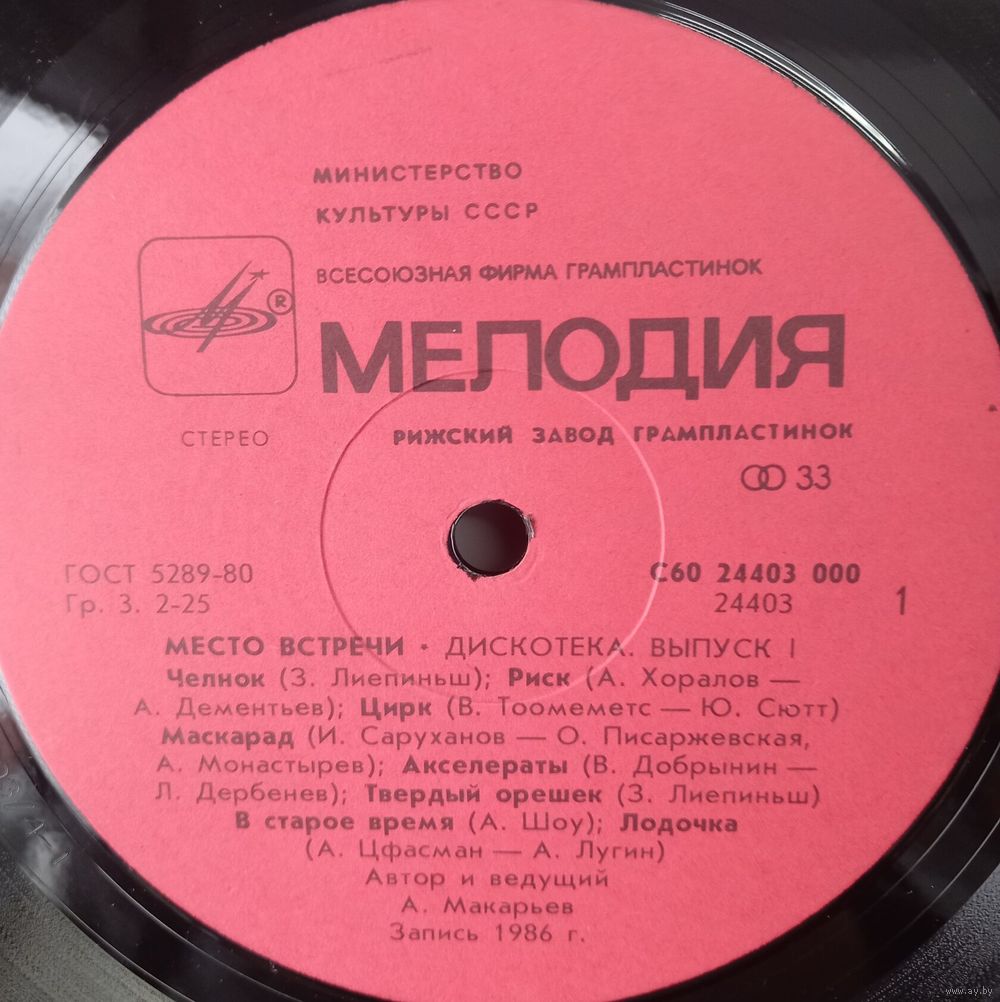 МИНИСТЕРСТВО
КУЛЬТУРЫ СССР
ВСЕСОЮЗНАЯ ФИРМА ГРАМПЛАСТИНОК
®
МЕЛОДИЯ
СТЕРЕО
РИЖСКИЙ ЗАВОД ГРАМПЛАСТИНОК
33
ГОСТ 5289-80
С60 24403 000
Гр. 3. 2-25
24403
1
МЕСТО ВСТРЕЧИ • ДИСКОТЕКА. ВЫПУСК I
Челнок (З. Лиепиньш); Риск (А. Хоралов —
А. Дементьев); Цирк (В. Тоомеметс — Ю. Сютт)
Маскарад (И. Саруханов — О. Писаржевская,
А. Монастырев); Акселераты (В. Добрынин —
Л. Дербенев); Твердый орешек (З. Лиепиньш)
В старое время (А. Шоу); Лодочка
(А. Цфасман — А. Лугин)
Автор и ведущий
А. Макарьев
Запись 1986 г.
www.ay.by